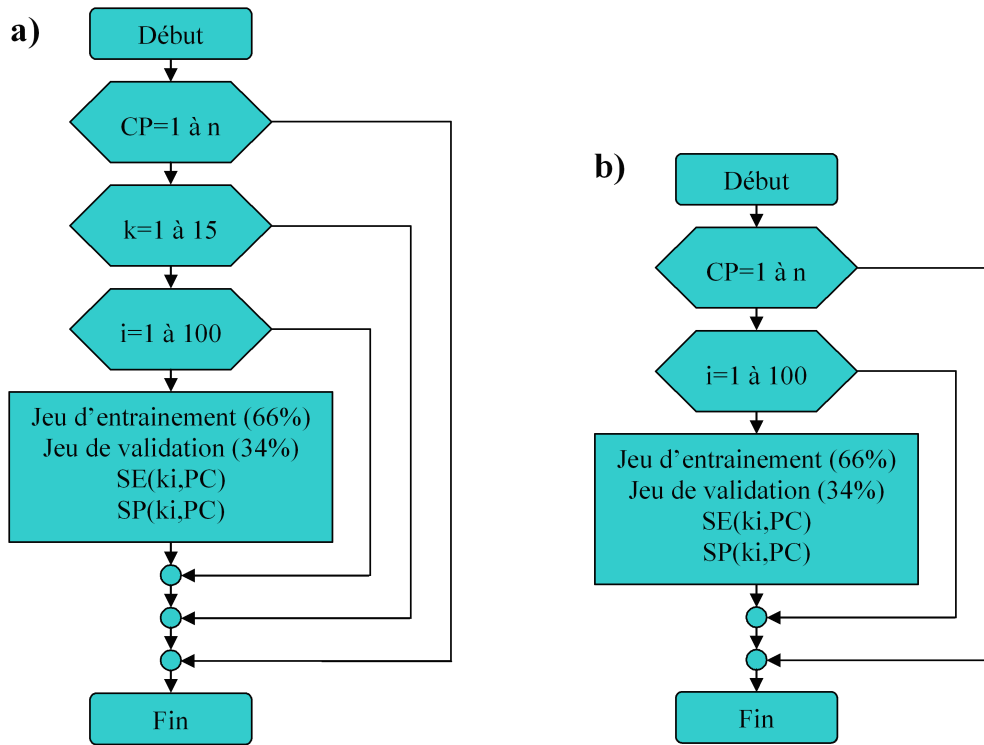 a)
Début
CP=1 à n
k=1 à 15
i=1 à 100
Jeu d'entrainement (66%)
Jeu de validation (34%)
SE(ki,PC)
SP(ki,PC)
Fin
b)
Début
CP=1 à n
i=1 à 100
Jeu d'entrainement (66%)
Jeu de validation (34%)
SE(ki,PC)
SP(ki,PC)
Fin